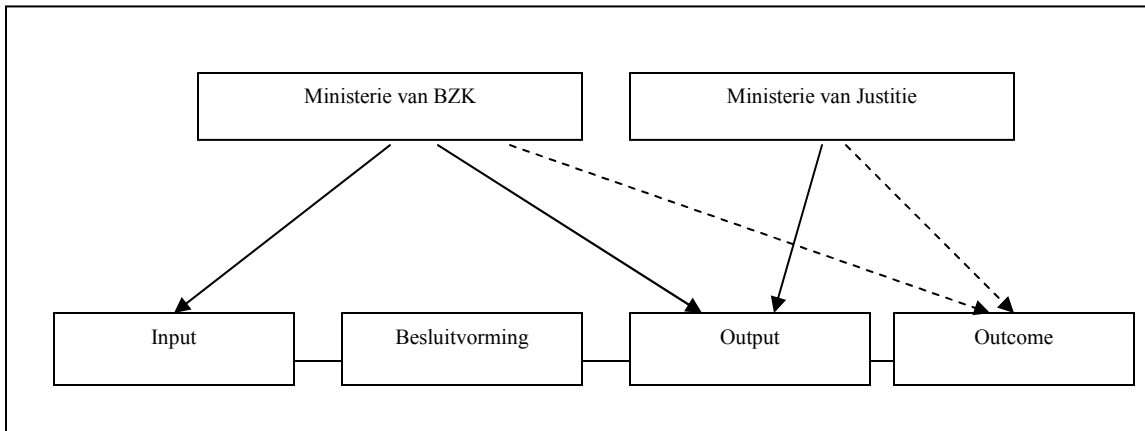 Ministerie van BZK
Ministerie van Justitie
Input
Besluitvorming
Output
Outcome